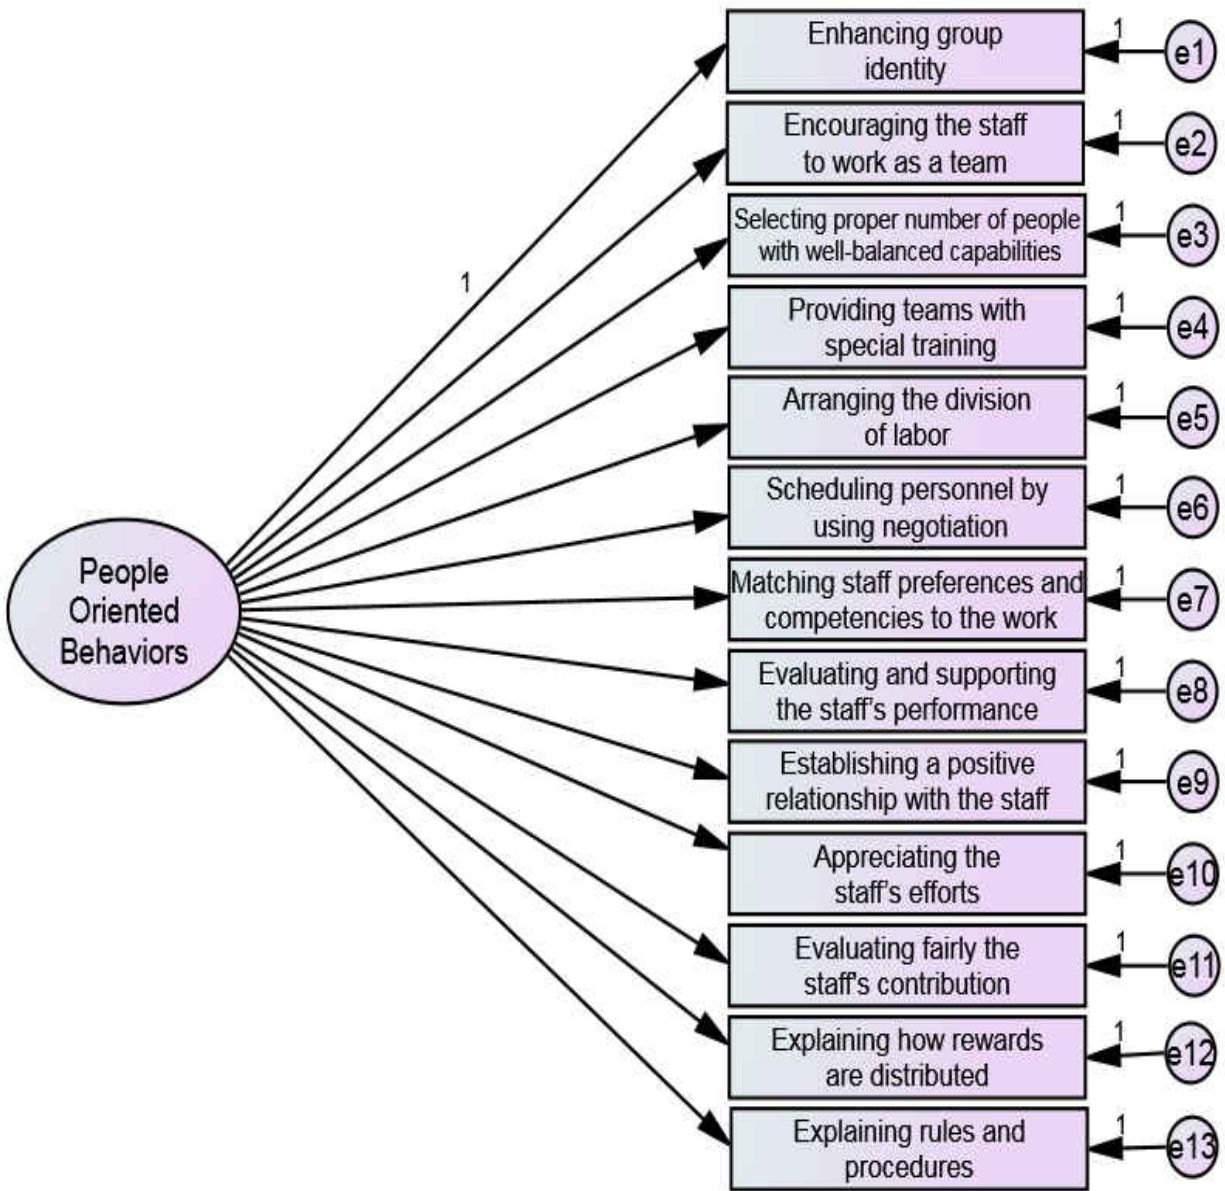 Enhancing group
identity
1
e1
Encouraging the staff
to work as a team
1
e2
Selecting proper number of people
with well-balanced capabilities
1
e3
1
Providing teams with
special training
1
e4
Arranging the division
of labor
1
e5
Scheduling personnel by
using negotiation
1
e6
People
Oriented
Behaviors
Matching staff preferences and
competencies to the work
1
e7
Evaluating and supporting
the staff's performance
1
e8
Establishing a positive
relationship with the staff
1
e9
Appreciating the
staff's efforts
1
e10
Evaluating fairly the
staff's contribution
1
e11
Explaining how rewards
are distributed
1
e12
Explaining rules and
procedures
1
e13